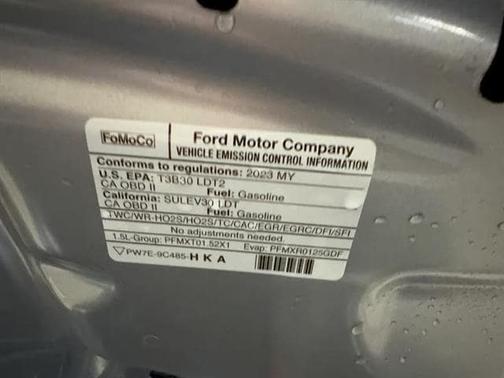 FoMoCo
Ford Motor Company
VEHICLE EMISSION CONTROL INFORMATION
Conforms to regulations: 2023 MY
U.S. EPA: T3B30 LDT2
CA OBD II Fuel: Gasoline
California: SULEV30 LDT
CA OBD II Fuel: Gasoline
TWC/WR-HO2S/HO2S/TC/CAC/EGR/EGRC/DFI/SFI
No adjustments needed.
1.5L-Group: PFMXT01.52X1 Evap: PFMXR0125GDF
PW7E-9C485-HKA